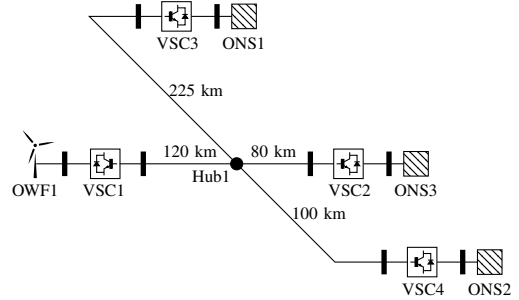 VSC3
ONS1
225 km
120 km
80 km
OWF1
VSC1
Hub1
VSC2
ONS3
100 km
VSC4
ONS2